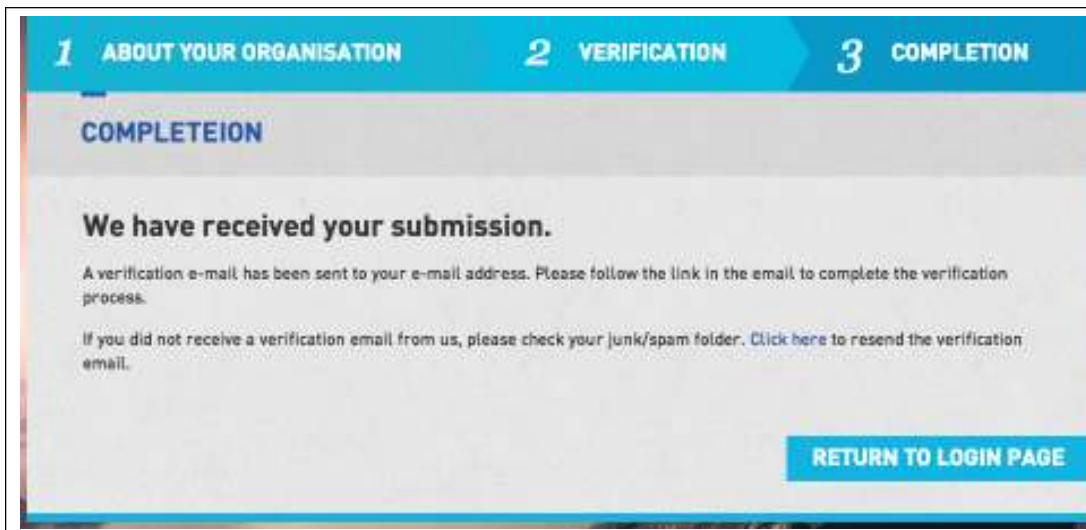 1 ABOUT YOUR ORGANISATION 2 VERIFICATION 3 COMPLETION
COMPLETEION
We have received your submission.
A verification e-mail has been sent to your e-mail address. Please follow the link in the email to complete the verification
process.
If you did not receive a verification email from us, please check your junk/spam folder. Click here to resend the verification
email.
RETURN TO LOGIN PAGE